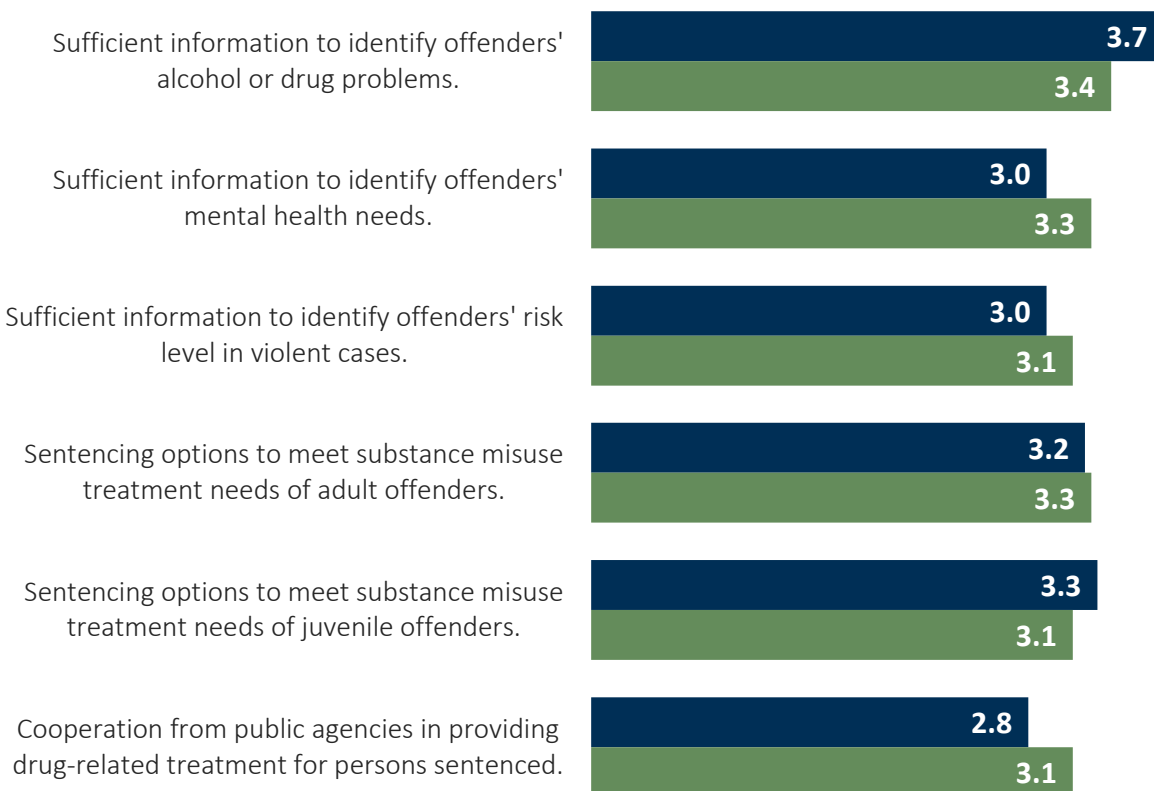 Sufficient information to identify offenders'
alcohol or drug problems.
3.7
3.4
Sufficient information to identify offenders'
mental health needs.
3.0
3.3
Sufficient information to identify offenders' risk
level in violent cases.
3.0
3.1
Sentencing options to meet substance misuse
treatment needs of adult offenders.
3.2
3.3
Sentencing options to meet substance misuse
treatment needs of juvenile offenders.
3.3
3.1
Cooperation from public agencies in providing
drug-related treatment for persons sentenced.
2.8
3.1